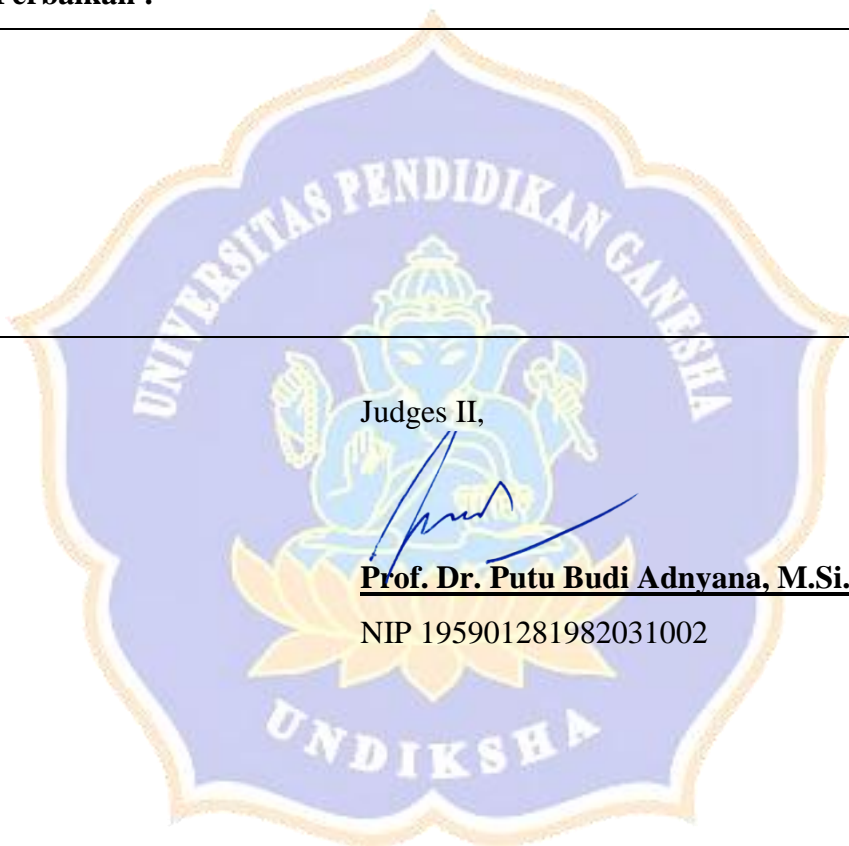 Perbaikan :
UNIVERSITAS PENDIDIKAN GANESHA
Judges II,
Prof. Dr. Putu Budi Adnyana, M.Si.
NIP 195901281982031002
UNDIKSHA